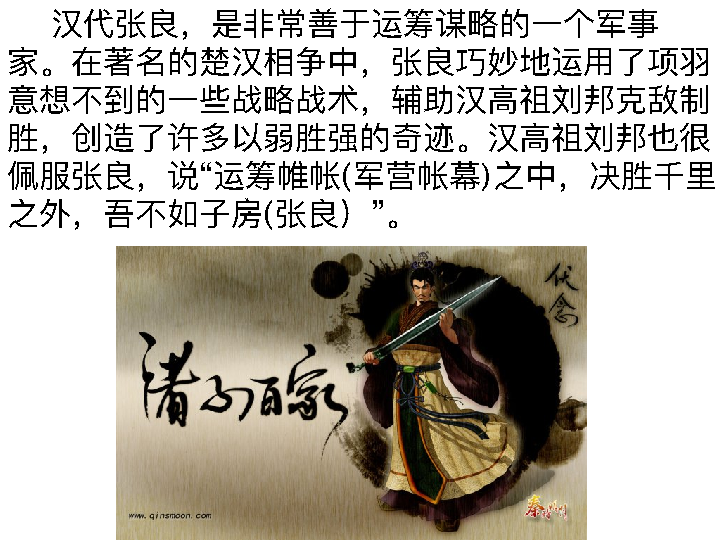 汉代张良，是非常善于运筹谋略的一个军事
家。在著名的楚汉相争中，张良巧妙地运用了项羽
意想不到的一些战略战术，辅助汉高祖刘邦克敌制
胜，创造了许多以弱胜强的奇迹。汉高祖刘邦也很
佩服张良，说“运筹帷帐(军营帐幕)之中，决胜千里
之外，吾不如子房(张良）”。
伏念
诸子百家
www.qinsmoon.com